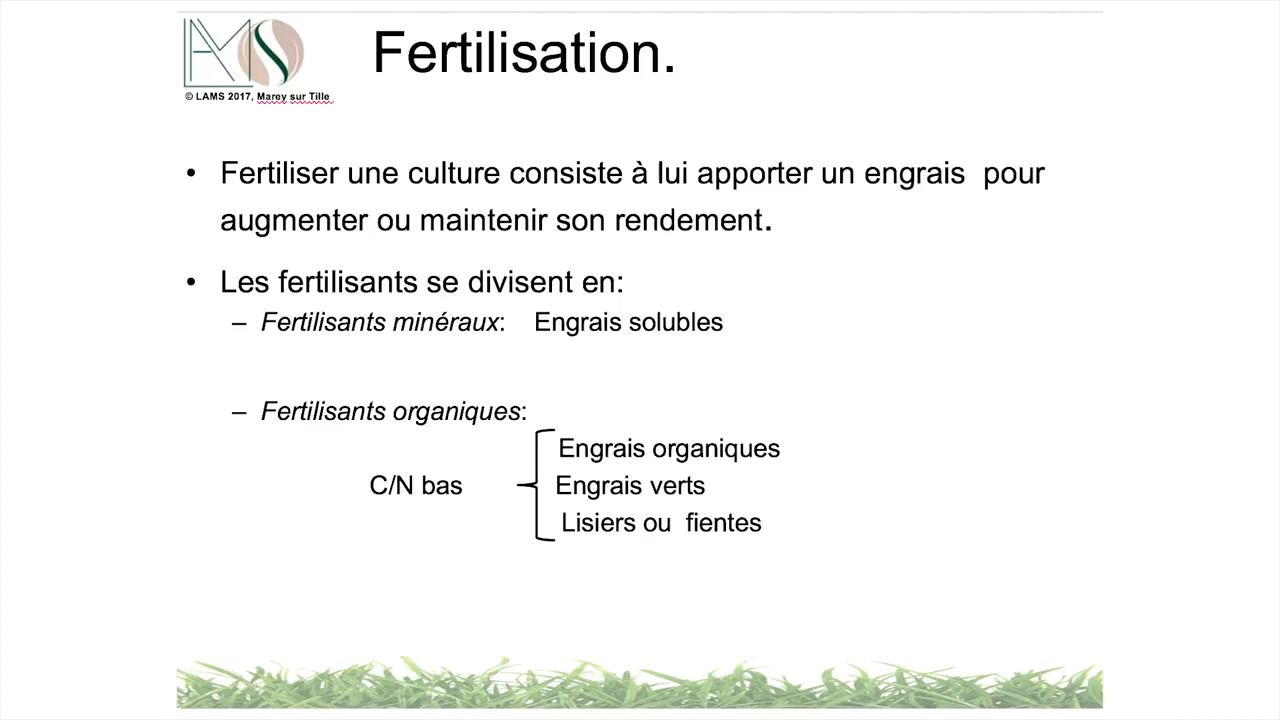 LAMS
© LAMS 2017, Marey sur Tille
Fertilisation.
• Fertiliser une culture consiste à lui apporter un engrais  pour
augmenter ou maintenir son rendement.
• Les fertilisants se divisent en:
– Fertilisants minéraux: Engrais solubles
– Fertilisants organiques:
Engrais organiques
C/N bas Engrais verts
Lisiers ou  fientes